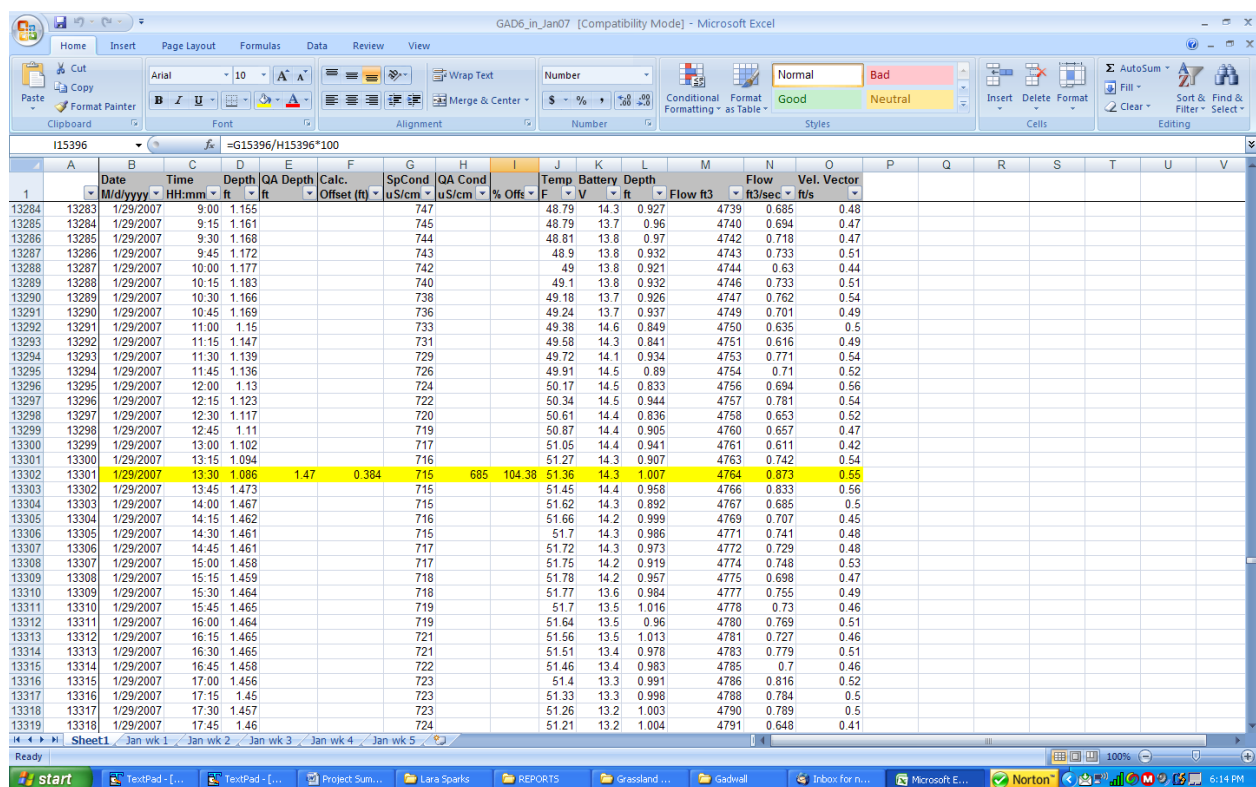 GAD6_in_Jan07 [Compatibility Mode] - Microsoft Excel
Home Insert Page Layout Formulas Data Review View
Paste
Cut
Copy
Format Painter
Clipboard
Arial 10
B I U
Font
Wrap Text
Merge & Center
Alignment
Number
$ % ,
Number
Conditional Formatting
Format as Table
Normal Bad
Good Neutral
Styles
Insert Delete Format
Cells
Σ AutoSum
Fill
Clear
Sort & Filter
Find & Select
Editing
I15396 fx =G15396/H15396*100
A B C D E F G H I J K L M N O P Q R S T U V
Date Time Depth QA Depth Calc. SpCond QA Cond Temp Battery Depth Flow Vel. Vector
1 M/d/yyyy HH:mm ft ft Offset (ft) uS/cm uS/cm % Offs F V ft Flow ft3 ft3/sec ft/s
13284 13283 1/29/2007 9:00 1.155 747 48.79 14.3 0.927 4739 0.685 0.48
13285 13284 1/29/2007 9:15 1.161 745 48.79 13.7 0.96 4740 0.694 0.47
13286 13285 1/29/2007 9:30 1.168 744 48.81 13.8 0.97 4742 0.718 0.47
13287 13286 1/29/2007 9:45 1.172 743 48.9 13.8 0.932 4743 0.733 0.51
13288 13287 1/29/2007 10:00 1.177 742 49 13.8 0.921 4744 0.63 0.44
13289 13288 1/29/2007 10:15 1.183 740 49.1 13.8 0.932 4746 0.733 0.51
13290 13289 1/29/2007 10:30 1.166 738 49.18 13.7 0.926 4747 0.762 0.54
13291 13290 1/29/2007 10:45 1.169 736 49.24 13.7 0.937 4749 0.701 0.49
13292 13291 1/29/2007 11:00 1.15 733 49.38 14.6 0.849 4750 0.635 0.5
13293 13292 1/29/2007 11:15 1.147 731 49.58 14.3 0.841 4751 0.616 0.49
13294 13293 1/29/2007 11:30 1.139 729 49.72 14.1 0.934 4753 0.771 0.54
13295 13294 1/29/2007 11:45 1.136 726 49.91 14.5 0.89 4754 0.71 0.52
13296 13295 1/29/2007 12:00 1.13 724 50.17 14.5 0.833 4756 0.694 0.56
13297 13296 1/29/2007 12:15 1.123 722 50.34 14.5 0.944 4757 0.781 0.54
13298 13297 1/29/2007 12:30 1.117 720 50.61 14.4 0.836 4758 0.653 0.52
13299 13298 1/29/2007 12:45 1.11 719 50.87 14.4 0.905 4760 0.657 0.47
13300 13299 1/29/2007 13:00 1.102 717 51.05 14.4 0.941 4761 0.611 0.42
13301 13300 1/29/2007 13:15 1.094 716 51.27 14.3 0.907 4763 0.742 0.54
13302 13301 1/29/2007 13:30 1.086 1.47 0.384 715 685 104.38 51.36 14.3 1.007 4764 0.873 0.55
13303 13302 1/29/2007 13:45 1.473 715 51.45 14.4 0.958 4766 0.833 0.56
13304 13303 1/29/2007 14:00 1.467 715 51.62 14.3 0.892 4767 0.685 0.5
13305 13304 1/29/2007 14:15 1.462 716 51.66 14.2 0.999 4769 0.707 0.45
13306 13305 1/29/2007 14:30 1.461 715 51.7 14.3 0.986 4771 0.741 0.48
13307 13306 1/29/2007 14:45 1.461 717 51.72 14.3 0.973 4772 0.729 0.48
13308 13307 1/29/2007 15:00 1.458 717 51.75 14.2 0.919 4774 0.748 0.53
13309 13308 1/29/2007 15:15 1.459 718 51.78 14.2 0.957 4775 0.698 0.47
13310 13309 1/29/2007 15:30 1.464 718 51.77 13.6 0.984 4777 0.755 0.49
13311 13310 1/29/2007 15:45 1.465 719 51.7 13.5 1.016 4778 0.73 0.46
13312 13311 1/29/2007 16:00 1.464 719 51.64 13.5 0.96 4780 0.769 0.51
13313 13312 1/29/2007 16:15 1.465 721 51.56 13.5 1.013 4781 0.727 0.46
13314 13313 1/29/2007 16:30 1.465 721 51.51 13.4 0.978 4783 0.779 0.51
13315 13314 1/29/2007 16:45 1.458 722 51.46 13.4 0.983 4785 0.7 0.46
13316 13315 1/29/2007 17:00 1.456 723 51.4 13.3 0.991 4786 0.816 0.52
13317 13316 1/29/2007 17:15 1.45 723 51.33 13.3 0.998 4788 0.784 0.5
13318 13317 1/29/2007 17:30 1.457 723 51.26 13.2 1.003 4790 0.789 0.5
13319 13318 1/29/2007 17:45 1.46 724 51.21 13.2 1.004 4791 0.648 0.41
Sheet1 Jan wk 1 Jan wk 2 Jan wk 3 Jan wk 4 Jan wk 5
Ready 100%
start TextPad - [... TextPad - [... Project Sum... Lara Sparks REPORTS Grassland ... Gadwall Inbox for n... Microsoft E... Norton 6:14 PM